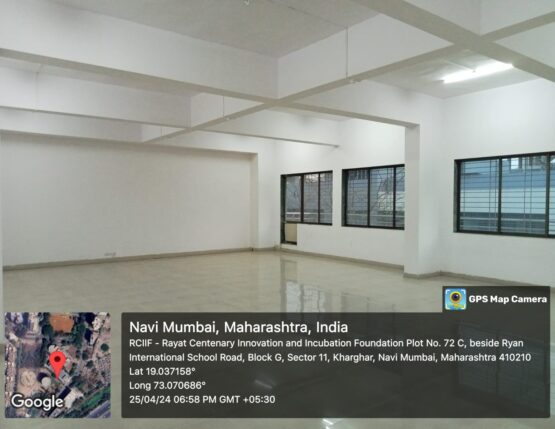 GPS Map Camera
Navi Mumbai, Maharashtra, India
RCIIF - Rayat Centenary Innovation and Incubation Foundation Plot No. 72 C, beside Ryan
International School Road, Block G, Sector 11, Kharghar, Navi Mumbai, Maharashtra 410210
Lat 19.037158°
Long 73.070686°
25/04/24 06:58 PM GMT +05:30
Google